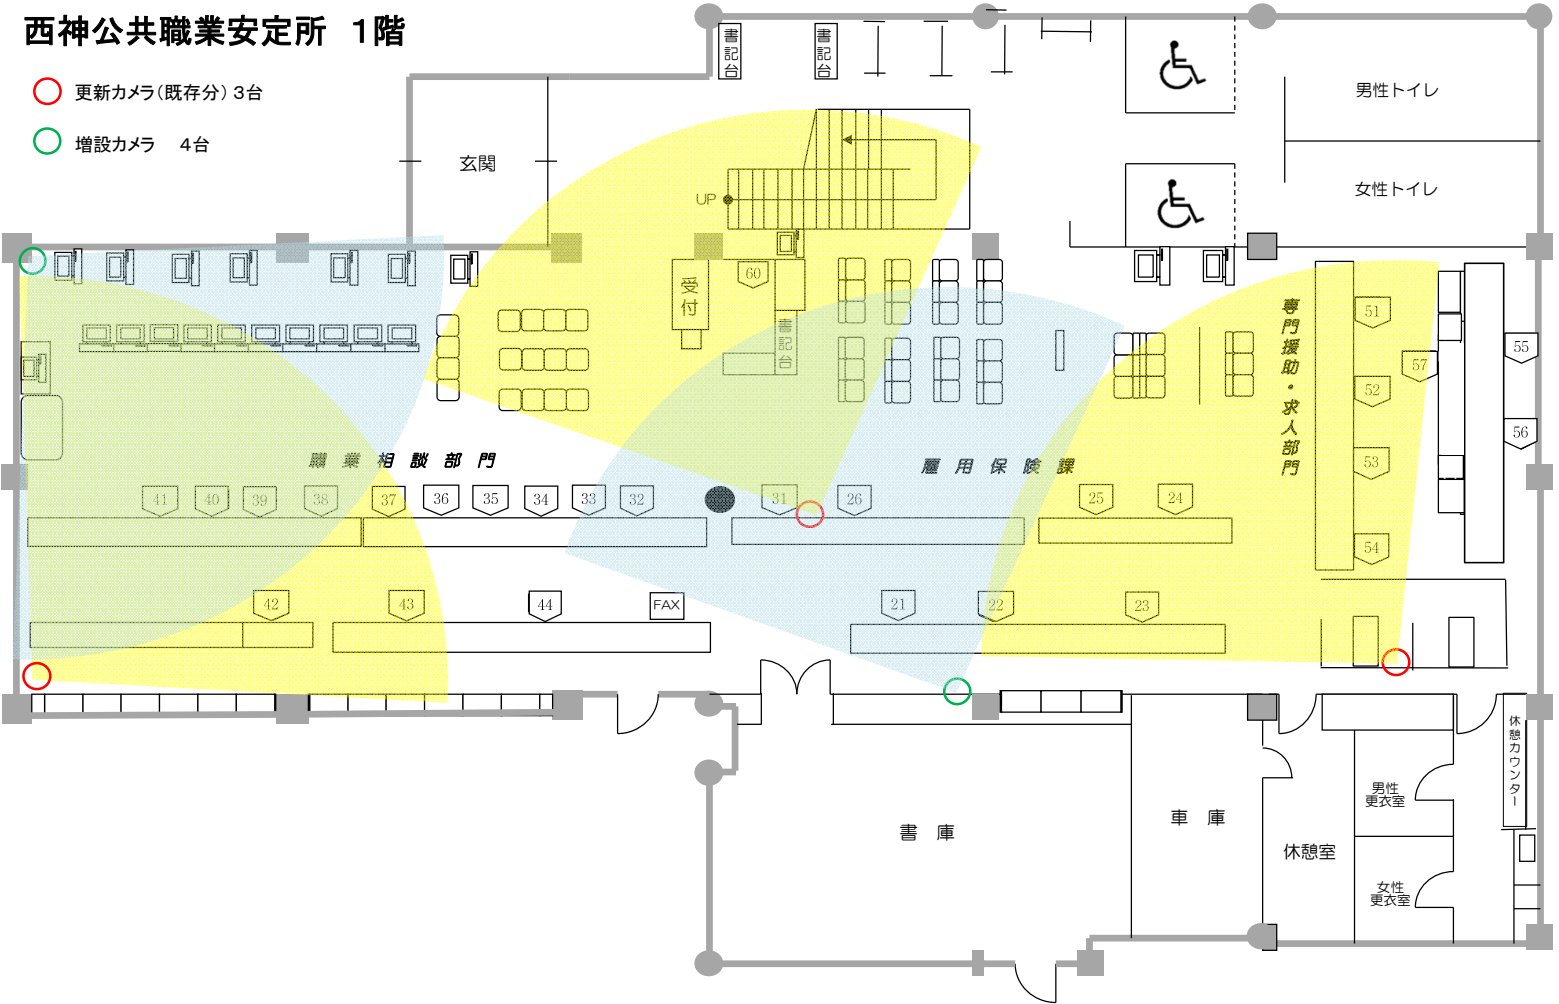 西神公共職業安定所　1階
更新カメラ(既存分) 3台
増設カメラ　4台
書記台
書記台
男性トイレ
女性トイレ
玄関
UP
60
受付
書記台
専門援助・求人部門
51
52
53
54
57
55
56
職業相談部門
雇用保険課
41
40
39
38
37
36
35
34
33
32
31
26
25
24
42
43
44
FAX
21
22
23
書庫
車庫
休憩室
男性
更衣室
女性
更衣室
休憩カウンター